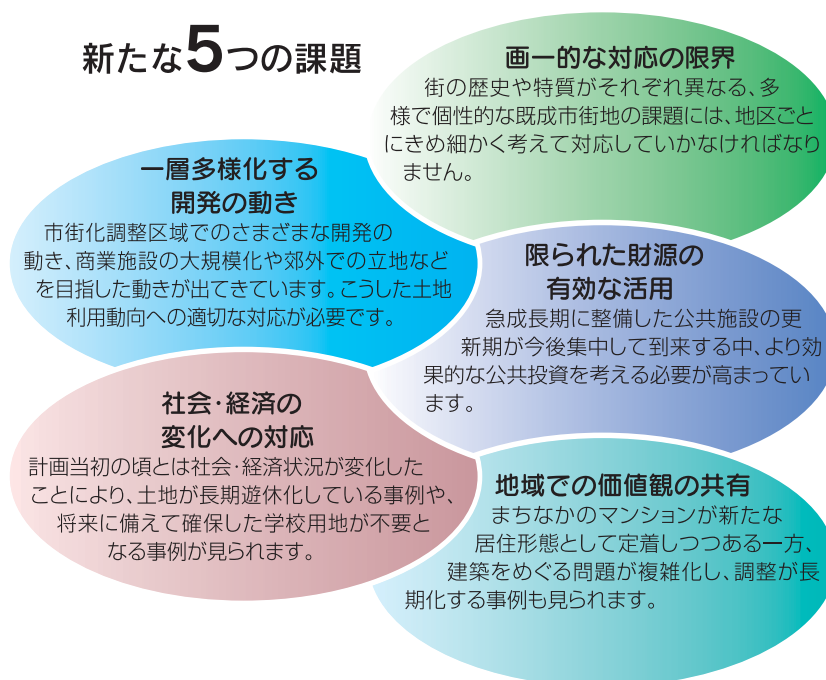 新たな5つの課題
画一的な対応の限界
街の歴史や特質がそれぞれ異なる、多
様で個性的な既成市街地の課題には、地区ごと
にきめ細かく考えて対応していかなければなり
ません。
一層多様化する
開発の動き
市街化調整区域でのさまざまな開発の
動き、商業施設の大規模化や郊外での立地など
を目指した動きが出てきています。こうした土地
利用動向への適切な対応が必要です。
限られた財源の
有効な活用
急成長期に整備した公共施設の更
新期が今後集中して到来する中、より効
果的な公共投資を考える必要が高まってい
ます。
社会・経済の
変化への対応
計画当初の頃とは社会・経済状況が変化した
ことにより、土地が長期遊休化している事例や、
将来に備えて確保した学校用地が不要と
なる事例が見られます。
地域での価値観の共有
まちなかのマンションが新たな
居住形態として定着しつつある一方、
建築をめぐる問題が複雑化し、調整が長
期化する事例も見られます。